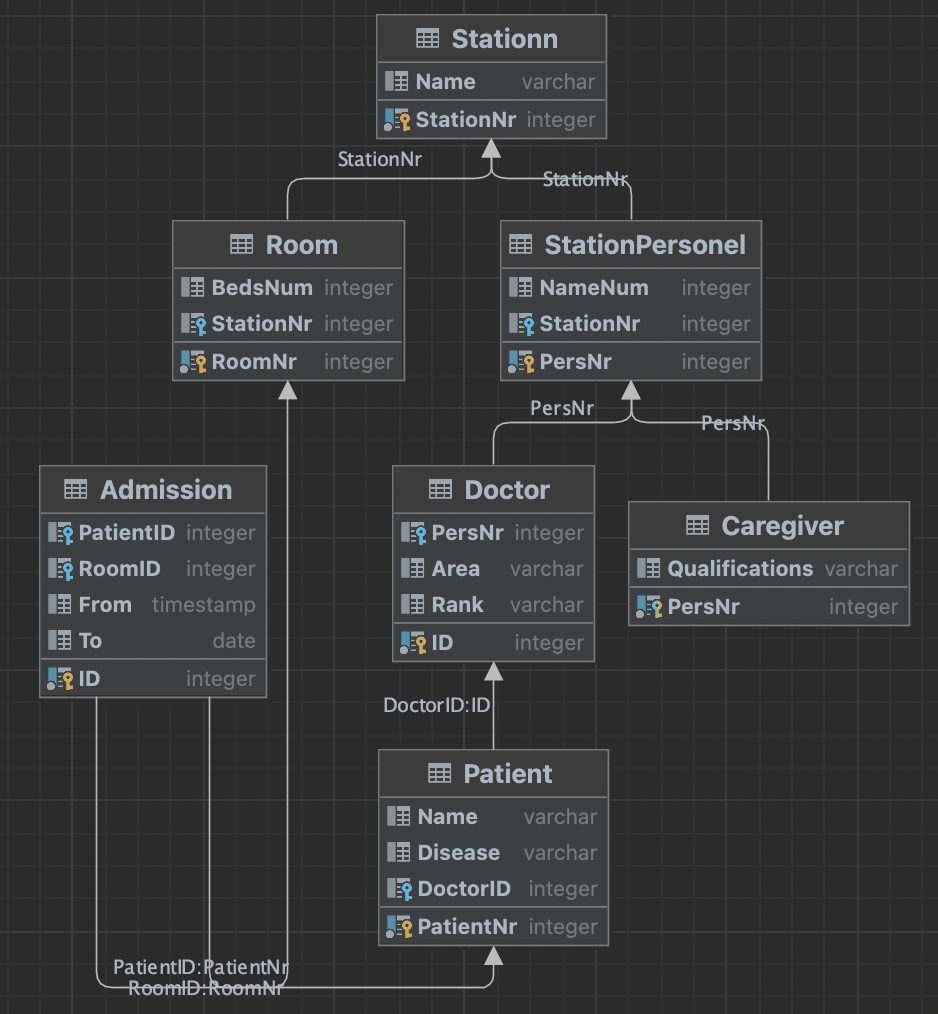 Stationn
Name varchar
StationNr integer
StationNr
StationNr
Room
BedsNum integer
StationNr integer
RoomNr integer
StationPersonel
NameNum integer
StationNr integer
PersNr integer
PersNr
PersNr
Admission
PatientID integer
RoomID integer
From timestamp
To date
ID integer
Doctor
PersNr integer
Area varchar
Rank varchar
ID integer
Caregiver
Qualifications varchar
PersNr integer
DoctorID:ID
Patient
Name varchar
Disease varchar
DoctorID integer
PatientNr integer
PatientID:PatientNr
RoomID:RoomNr